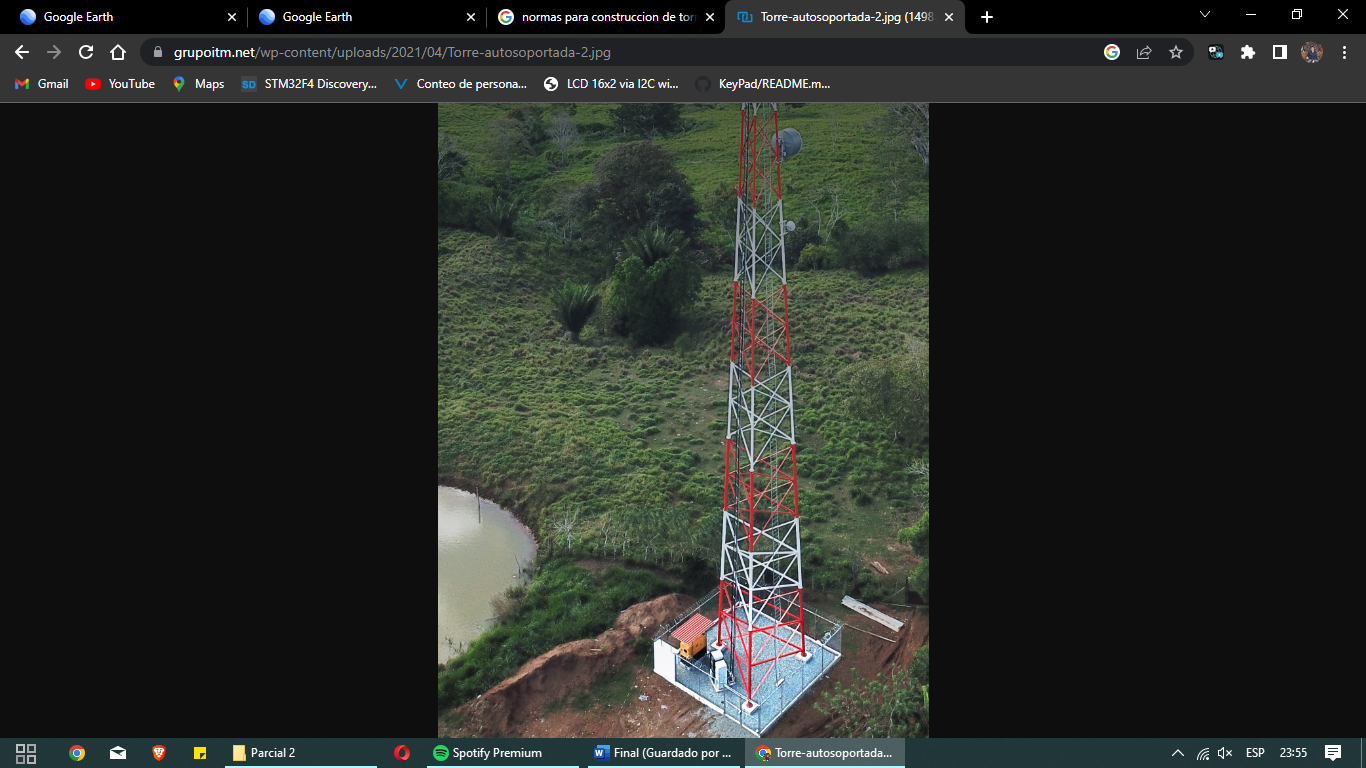 Google Earth
Google Earth
normas para construccion de tor
Torre-autosoportada-2.jpg (1498
grupoitm.net/wp-content/uploads/2021/04/Torre-autosoportada-2.jpg
Gmail
YouTube
Maps
SD
STM32F4 Discovery...
Conteo de persona...
LCD 16x2 via I2C wi...
KeyPad/README.m...
Parcial 2
Spotify Premium
Final (Guardado por ...
Torre-autosoportada...
ESP
23:55